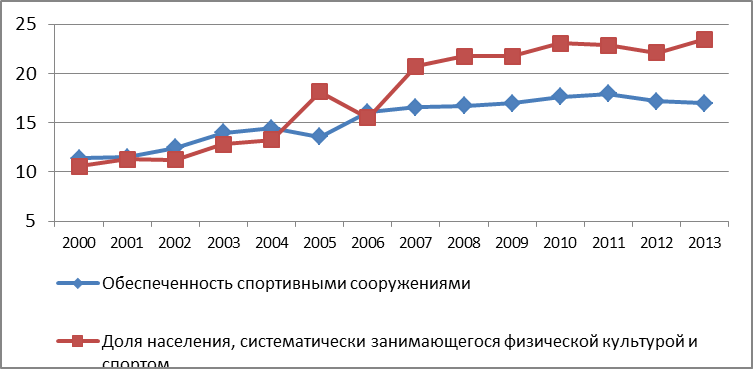 25
20
15
10
5
2000 2001 2002 2003 2004 2005 2006 2007 2008 2009 2010 2011 2012 2013
Обеспеченность спортивными сооружениями
Доля населения, систематически занимающегося физической культурой и
спортом